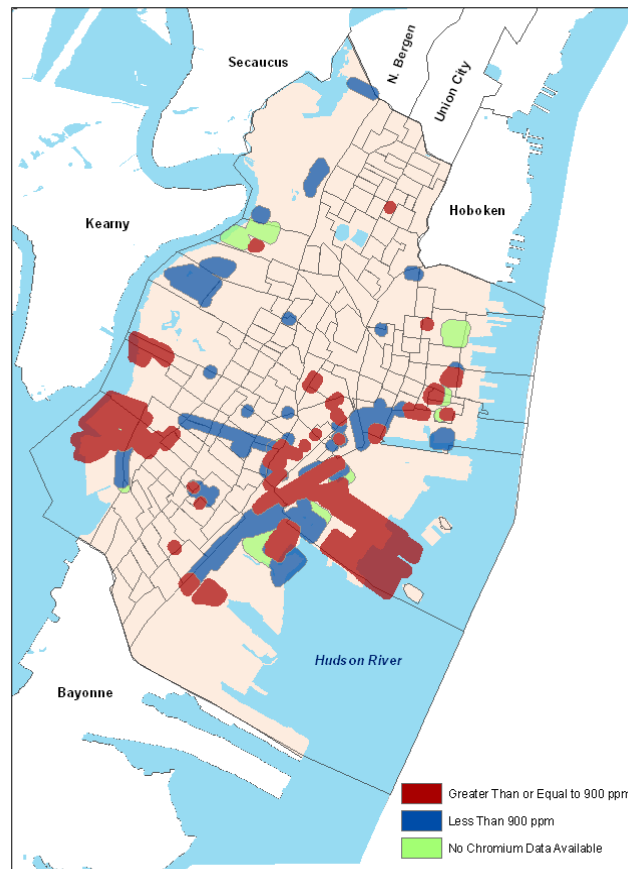 Secaucus
N. Bergen
Union City
Kearny
Hoboken
Hudson River
Bayonne
Greater Than or Equal to 900 ppm
Less Than 900 ppm
No Chromium Data Available